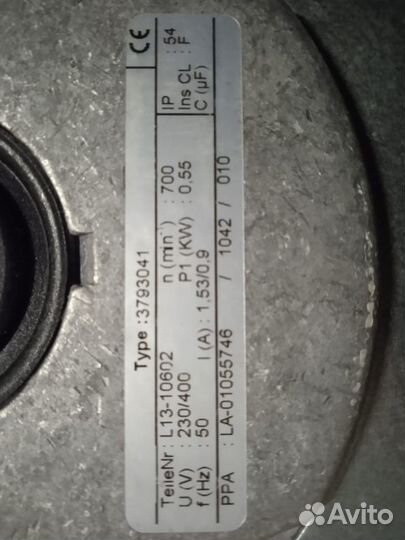 Type :3793041 CE
TeileNr : L13-10602 n (min⁻¹) : 700 IP : 54
U (V) : 230/400 P1 (KW) : 0,55 Ins CL : F
f (Hz) : 50 I (A) : 1,53/0,9 C (µF)
PPA : LA-01055746 / 1042 / 010
Avito